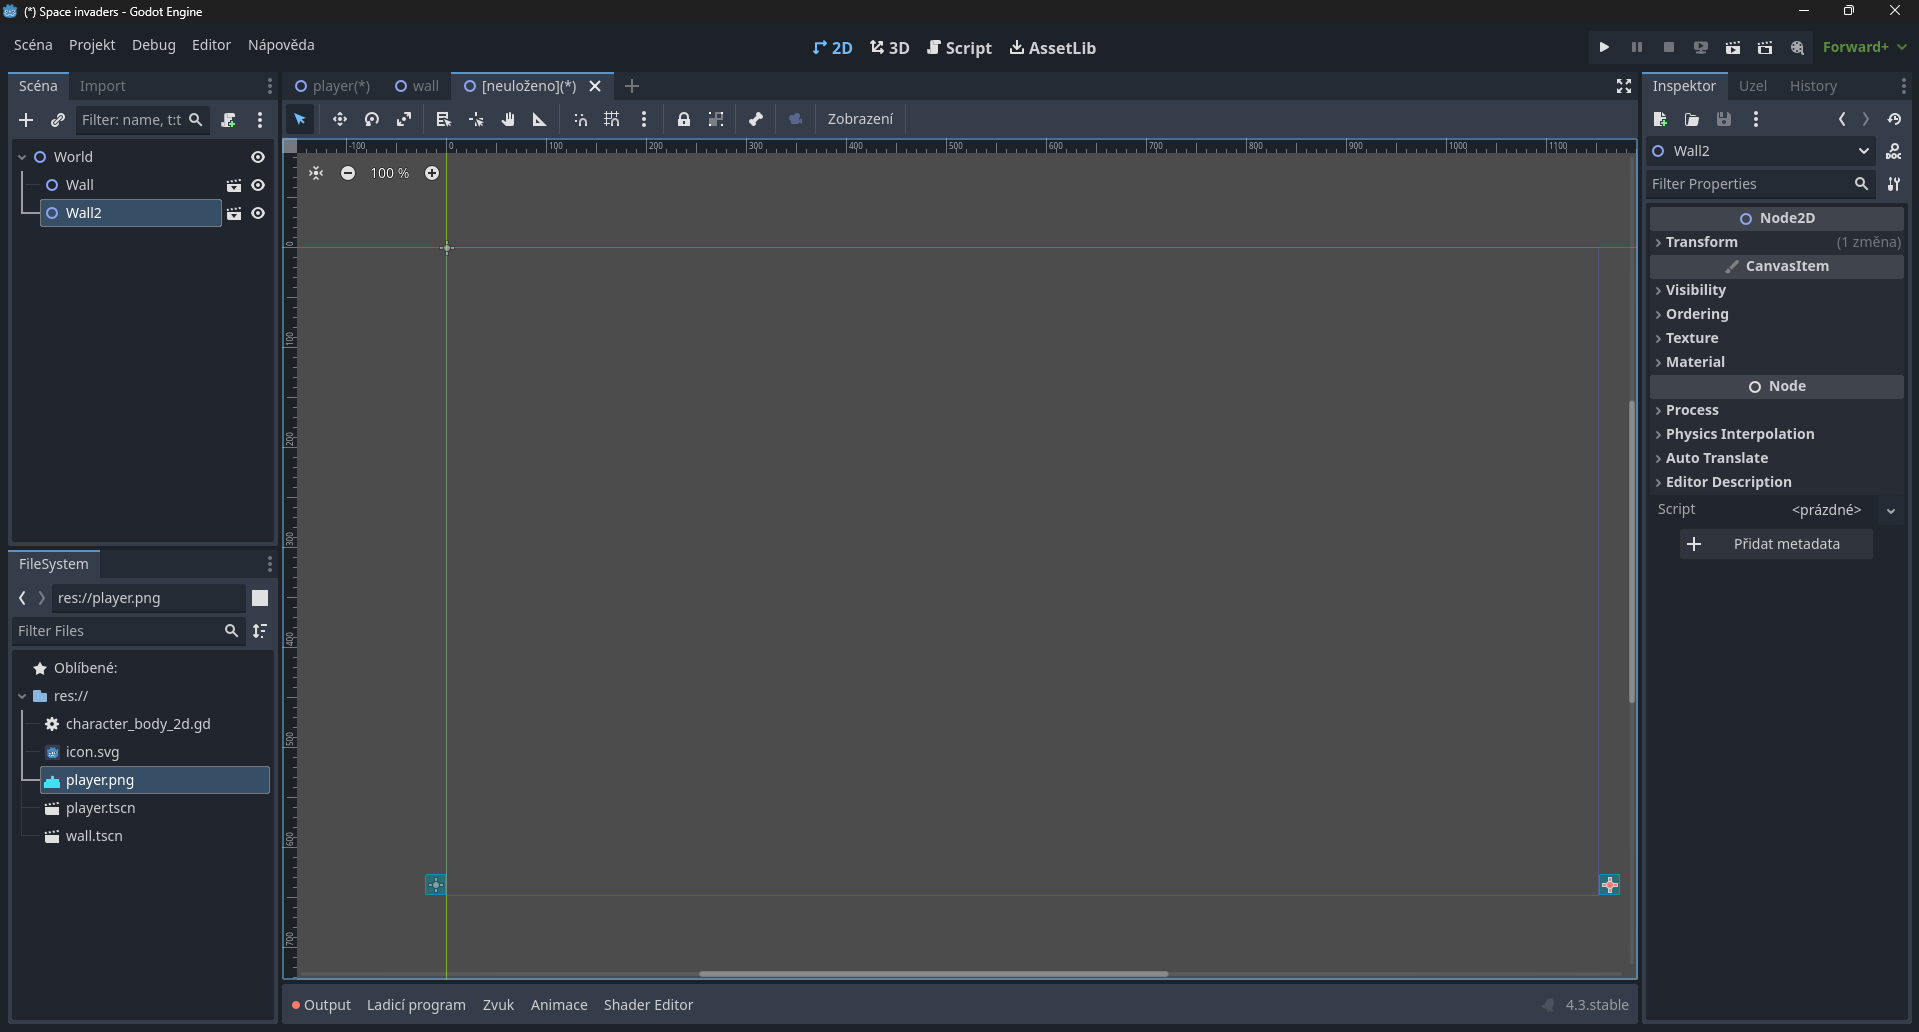 (*) Space invaders - Godot Engine
Scéna Projekt Debug Editor Nápověda
2D 3D Script AssetLib
Forward+
Scéna Import
Filter: name, t:t
World
Wall
Wall2
FileSystem
res://player.png
Filter Files
Oblíbené:
res://
character_body_2d.gd
icon.svg
player.png
player.tscn
wall.tscn
player(*) wall [neuloženo](*)
Zobrazení
-100 0 100 200 300 400 500 600 700 800 900 1000 1100
100 %
0
100
200
300
400
500
600
700
Output Ladicí program Zvuk Animace Shader Editor
4.3.stable
Inspektor Uzel History
Wall2
DOC
Filter Properties
Node2D
Transform (1 změna)
CanvasItem
Visibility
Ordering
Texture
Material
Node
Process
Physics Interpolation
Auto Translate
Editor Description
Script <prázdné>
Přidat metadata